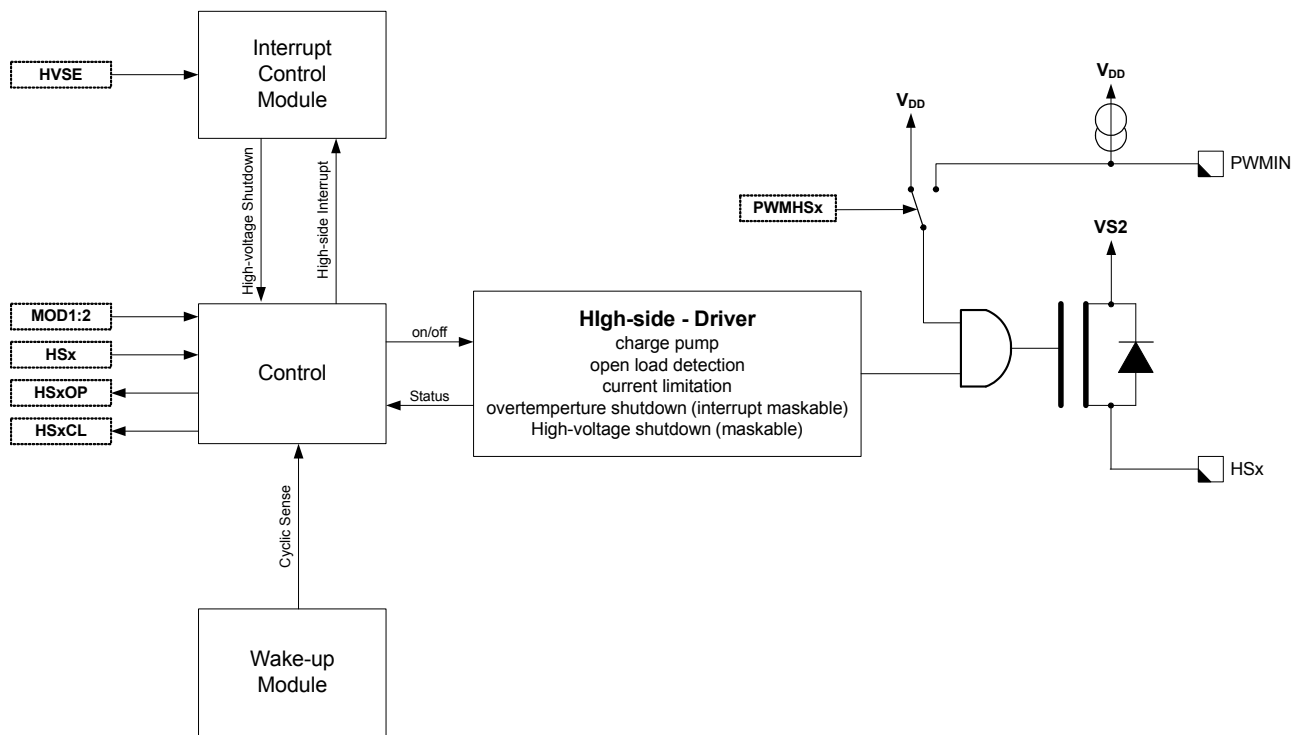 Interrupt
Control
Module
HVSE
High-voltage Shutdown
High-side Interrupt
VDD
VDD
PWMIN
PWMHSx
VS2
MOD1:2
HSx
HSxOP
HSxCL
Control
on/off
Status
HIgh-side - Driver
charge pump
open load detection
current limitation
overtemperture shutdown (interrupt maskable)
High-voltage shutdown (maskable)
HSx
Cyclic Sense
Wake-up
Module